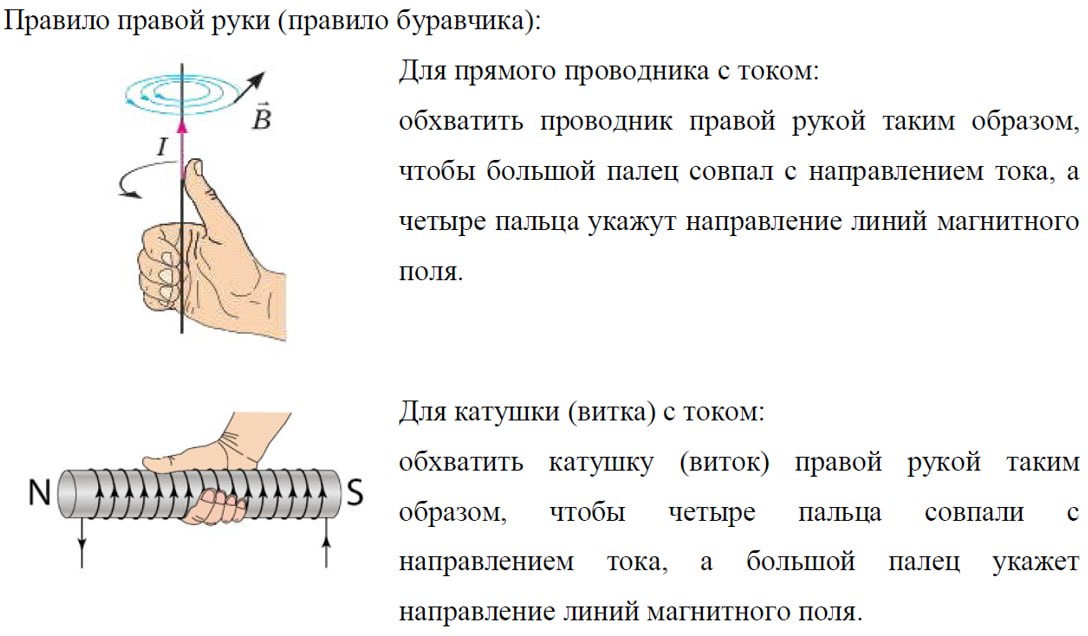 Правило правой руки (правило буравчика):
Для прямого проводника с током:
обхватить проводник правой рукой таким образом,
чтобы большой палец совпал с направлением тока, а
четыре пальца укажут направление линий магнитного
поля.
I
B
Для катушки (витка) с током:
обхватить катушку (виток) правой рукой таким
образом, чтобы четыре пальца совпали с
направлением тока, а большой палец укажет
направление линий магнитного поля.
N
S